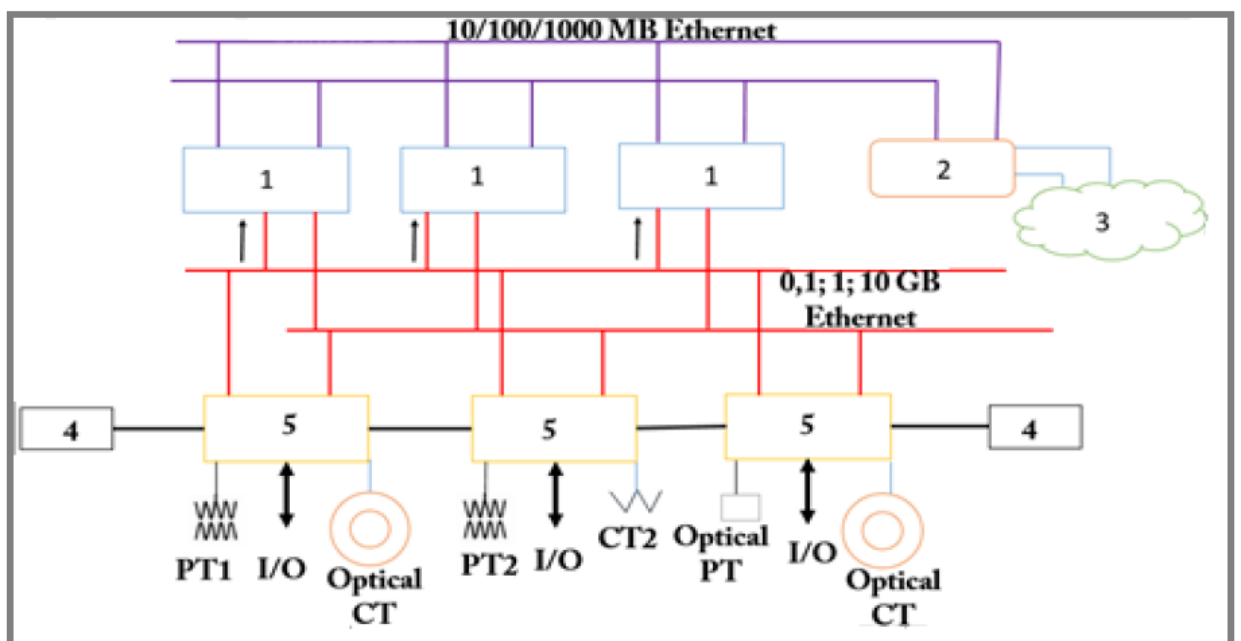 10/100/1000 MB Ethernet
1
1
1
2
3
0,1; 1; 10 GB
Ethernet
4
5
5
5
4
PT1
I/O
Optical
CT
PT2
I/O
CT2
Optical
PT
I/O
Optical
CT